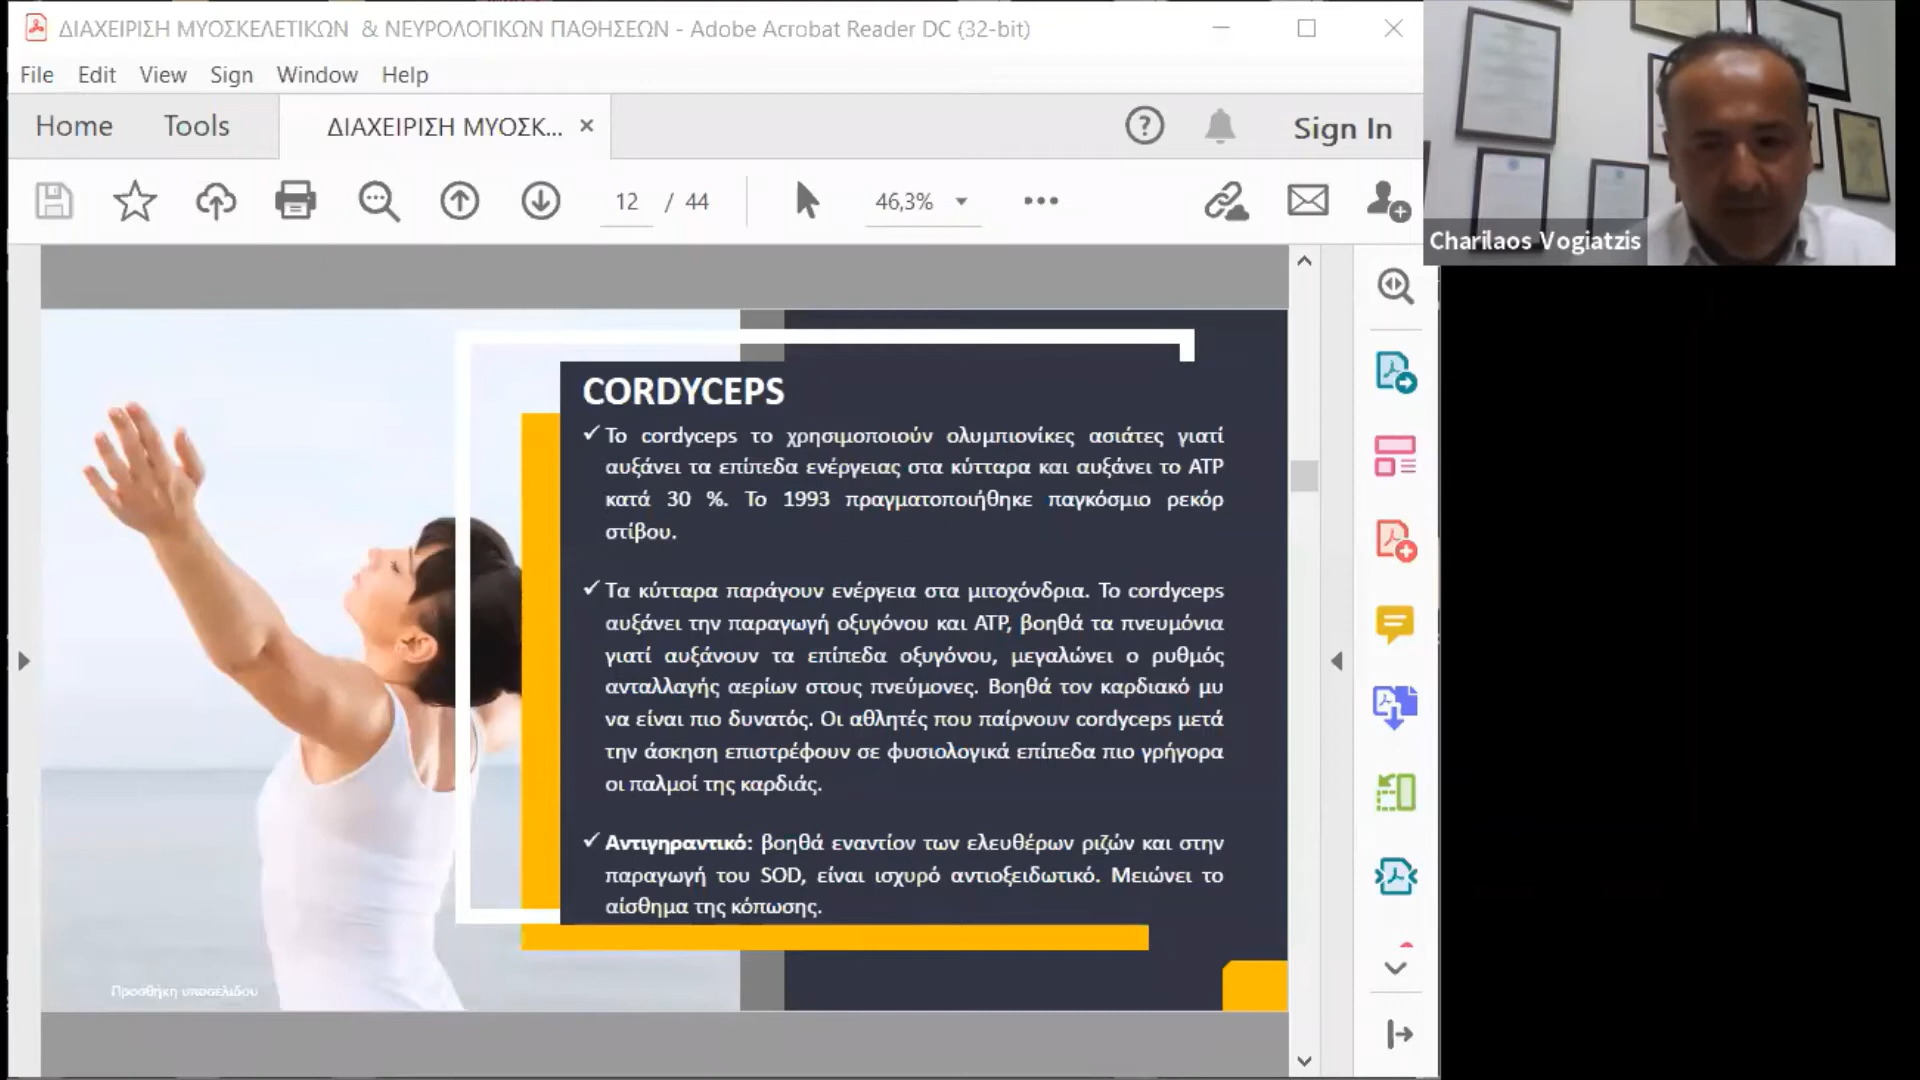 ΔΙΑΧΕΙΡΙΣΗ ΜΥΟΣΚΕΛΕΤΙΚΩΝ & ΝΕΥΡΟΛΟΓΙΚΩΝ ΠΑΘΗΣΕΩΝ - Adobe Acrobat Reader DC (32-bit)
File Edit View Sign Window Help
Home Tools ΔΙΑΧΕΙΡΙΣΗ ΜΥΟΣΚ... Sign In
12 / 44 46,3%
Charilaos Vogiatzis
CORDYCEPS
✓ Το cordyceps το χρησιμοποιούν ολυμπιονίκες ασιάτες γιατί
αυξάνει τα επίπεδα ενέργειας στα κύτταρα και αυξάνει το ATP
κατά 30 %. Το 1993 πραγματοποιήθηκε παγκόσμιο ρεκόρ
στίβου.
✓ Τα κύτταρα παράγουν ενέργεια στα μιτοχόνδρια. Το cordyceps
αυξάνει την παραγωγή οξυγόνου και ATP, βοηθά τα πνευμόνια
γιατί αυξάνουν τα επίπεδα οξυγόνου, μεγαλώνει ο ρυθμός
ανταλλαγής αερίων στους πνεύμονες. Βοηθά τον καρδιακό μυ
να είναι πιο δυνατός. Οι αθλητές που παίρνουν cordyceps μετά
την άσκηση επιστρέφουν σε φυσιολογικά επίπεδα πιο γρήγορα
οι παλμοί της καρδιάς.
✓ Αντιγηραντικό: βοηθά εναντίον των ελευθέρων ριζών και στην
παραγωγή του SOD, είναι ισχυρό αντιοξειδωτικό. Μειώνει το
αίσθημα της κόπωσης.
Προσθήκη υποσελίδου